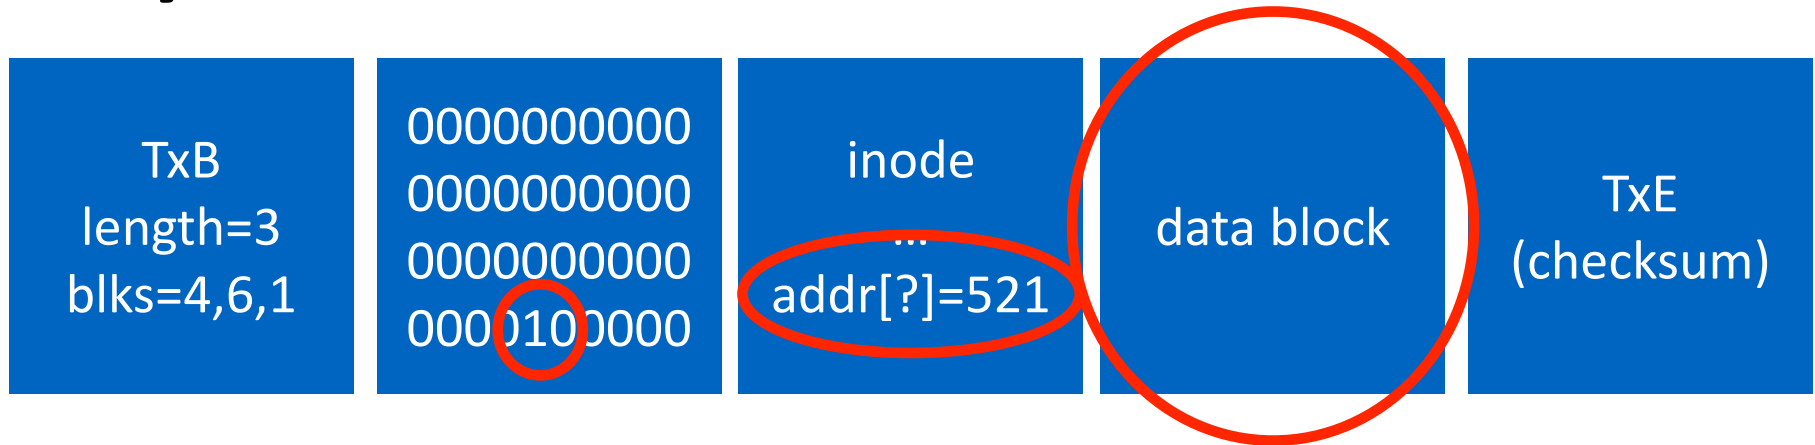 TxB
length=3
blks=4,6,1
0000000000
0000000000
0000000000
0000100000
inode
...
addr[?]=521
data block
TxE
(checksum)